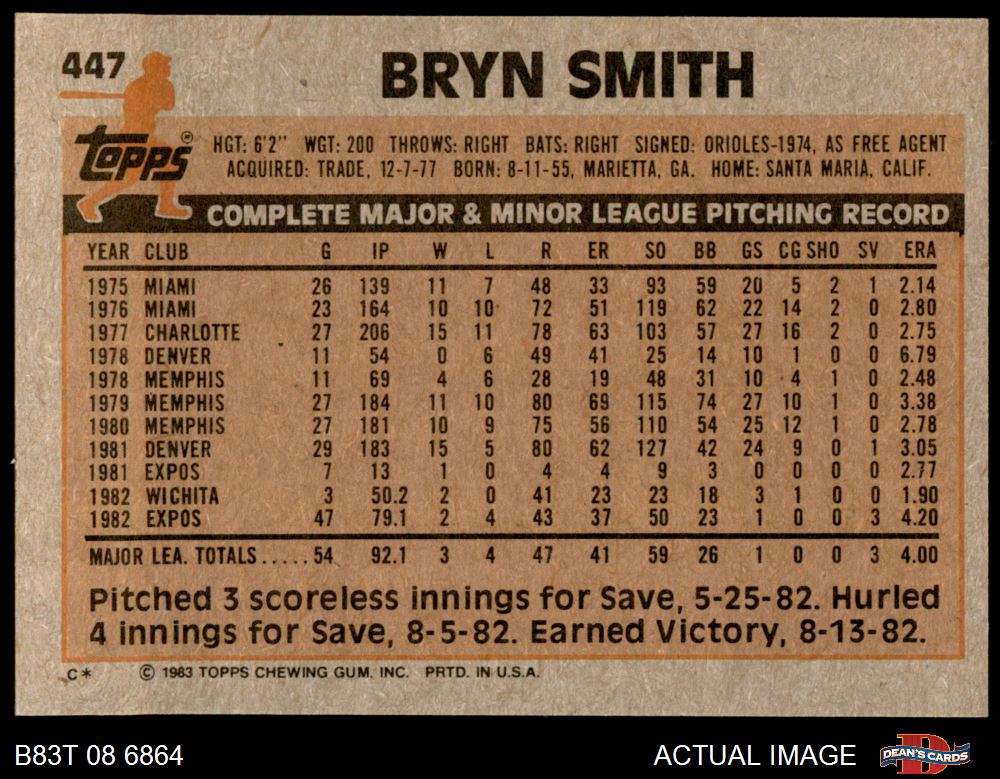 447
BRYN SMITH
Topps®
HGT: 6'2" WGT: 200 THROWS: RIGHT BATS: RIGHT SIGNED: ORIOLES-1974, AS FREE AGENT
ACQUIRED: TRADE, 12-7-77 BORN: 8-11-55, MARIETTA, GA. HOME: SANTA MARIA, CALIF.
COMPLETE MAJOR & MINOR LEAGUE PITCHING RECORD
YEAR CLUB G IP W L R ER SO BB GS CG SHO SV ERA
1975 MIAMI 26 139 11 7 48 33 93 59 20 5 2 1 2.14
1976 MIAMI 23 164 10 10 72 51 119 62 22 14 2 0 2.80
1977 CHARLOTTE 27 206 15 11 78 63 103 57 27 16 2 0 2.75
1978 DENVER 11 54 0 6 49 41 25 14 10 1 0 0 6.79
1978 MEMPHIS 11 69 4 6 28 19 48 31 10 4 1 0 2.48
1979 MEMPHIS 27 184 11 10 80 69 115 74 27 10 1 0 3.38
1980 MEMPHIS 27 181 10 9 75 56 110 54 25 12 1 0 2.78
1981 DENVER 29 183 15 5 80 62 127 42 24 9 0 1 3.05
1981 EXPOS 7 13 1 0 4 4 9 3 0 0 0 0 2.77
1982 WICHITA 3 50.2 2 0 41 23 23 18 3 1 0 0 1.90
1982 EXPOS 47 79.1 2 4 43 37 50 23 1 0 0 3 4.20
MAJOR LEA. TOTALS.....54 92.1 3 4 47 41 59 26 1 0 0 3 4.00
Pitched 3 scoreless innings for Save, 5-25-82. Hurled
4 innings for Save, 8-5-82. Earned Victory, 8-13-82.
C* © 1983 TOPPS CHEWING GUM, INC. PRTD. IN U.S.A.
B83T 08 6864 ACTUAL IMAGE DEAN'S CARDS